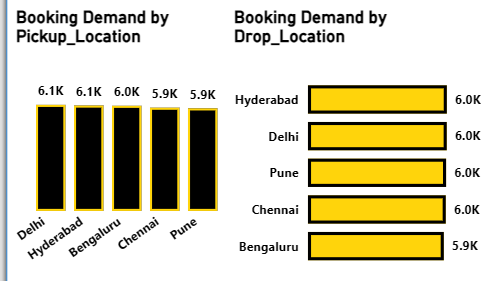 Booking Demand by
Pickup_Location
6.1K 6.1K 6.0K 5.9K 5.9K
Delhi
Hyderabad
Bengaluru
Chennai
Pune
Booking Demand by
Drop_Location
Hyderabad 6.0K
Delhi 6.0K
Pune 6.0K
Chennai 6.0K
Bengaluru 5.9K